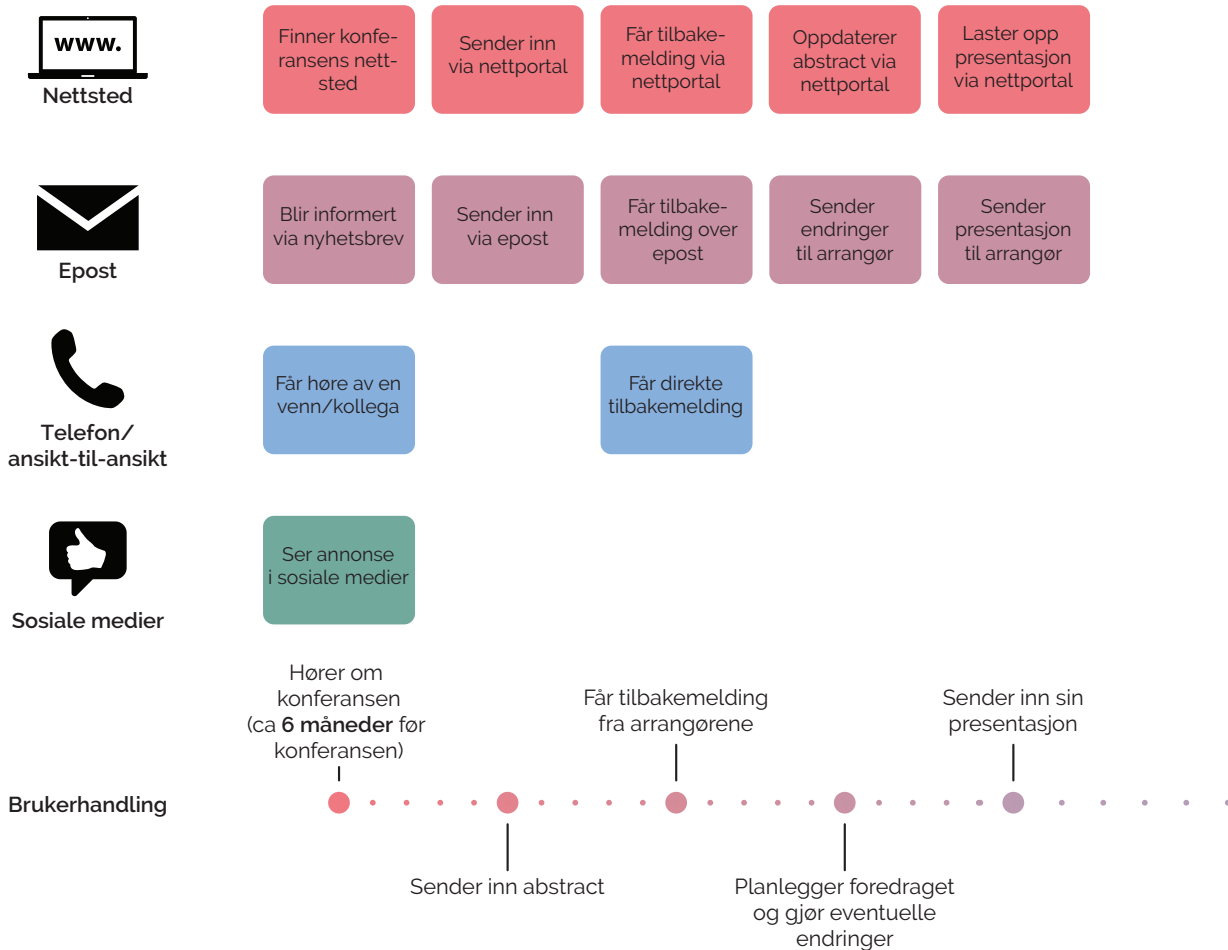 www.
Nettsted
Finner konfe-
ransens nett-
sted
Sender inn
via nettportal
Får tilbake-
melding via
nettportal
Oppdaterer
abstract via
nettportal
Laster opp
presentasjon
via nettportal
Epost
Blir informert
via nyhetsbrev
Sender inn
via epost
Får tilbake-
melding over
epost
Sender
endringer
til arrangør
Sender
presentasjon
til arrangør
Telefon/
ansikt-til-ansikt
Får høre av en
venn/kollega
Får direkte
tilbakemelding
Sosiale medier
Ser annonse
i sosiale medier
Hører om
konferansen
(ca 6 måneder før
konferansen)
Får tilbakemelding
fra arrangørene
Sender inn sin
presentasjon
Brukerhandling
Sender inn abstract
Planlegger foredraget
og gjør eventuelle
endringer